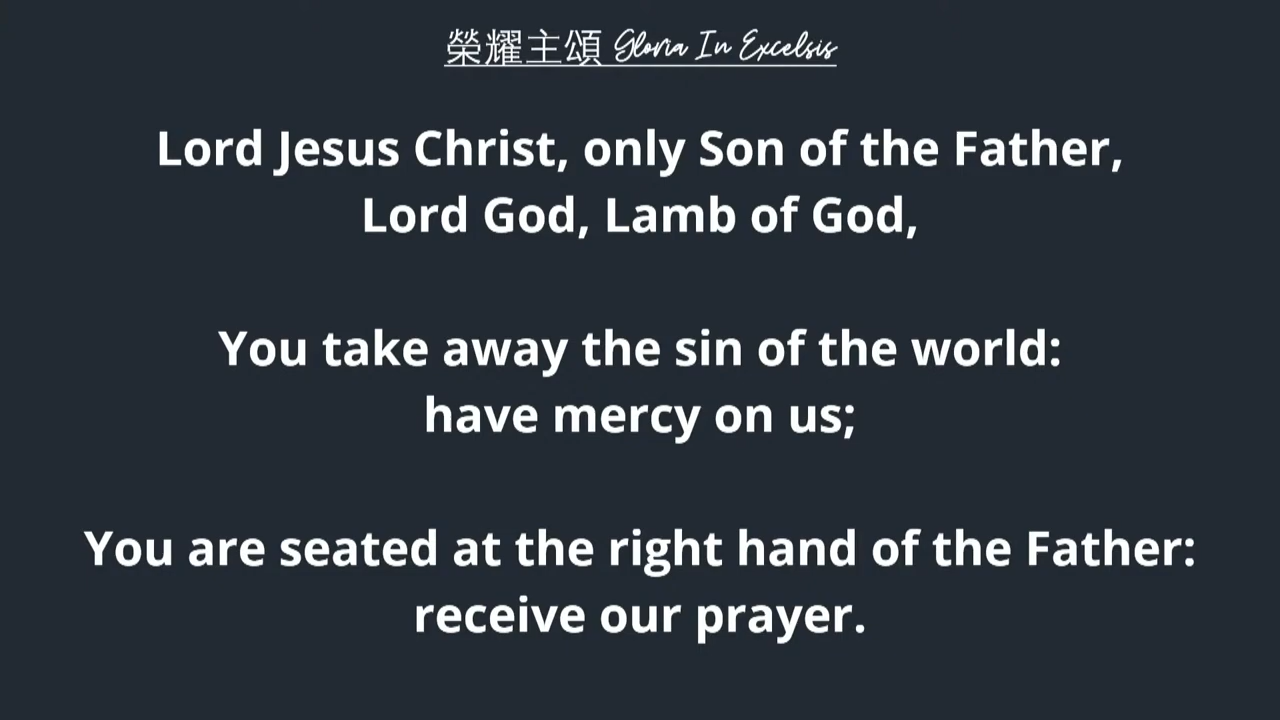 榮耀主頌 Gloria In Excelsis
Lord Jesus Christ, only Son of the Father,
Lord God, Lamb of God,
You take away the sin of the world:
have mercy on us;
You are seated at the right hand of the Father:
receive our prayer.